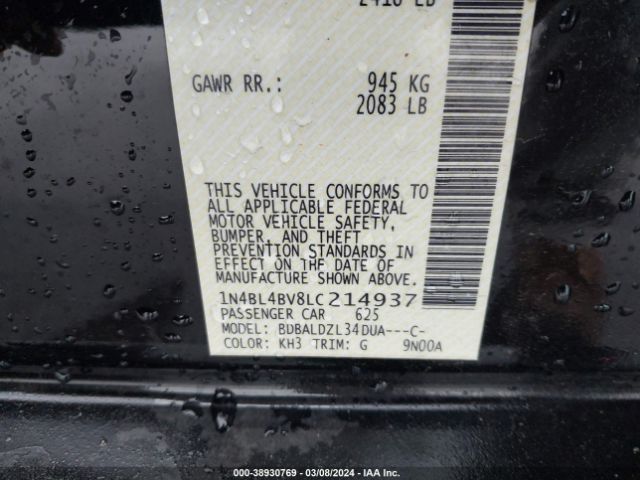 2416 LB
GAWR RR.: 945 KG
2083 LB
THIS VEHICLE CONFORMS TO
ALL APPLICABLE FEDERAL
MOTOR VEHICLE SAFETY,
BUMPER, AND THEFT
PREVENTION STANDARDS IN
EFFECT ON THE DATE OF
MANUFACTURE SHOWN ABOVE.
1N4BL4BV8LC214937
PASSENGER CAR 625
MODEL: BDBALDZL34DUA---C-
COLOR: KH3 TRIM: G 9N00A
000-38930769 | 03/08/2024 | IAA Inc.